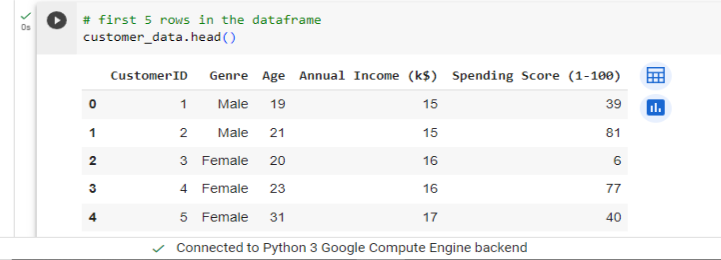 0s
# first 5 rows in the dataframe
customer_data.head()
CustomerID Genre Age Annual Income (k$) Spending Score (1-100)
0 1 Male 19 15 39
1 2 Male 21 15 81
2 3 Female 20 16 6
3 4 Female 23 16 77
4 5 Female 31 17 40
Connected to Python 3 Google Compute Engine backend